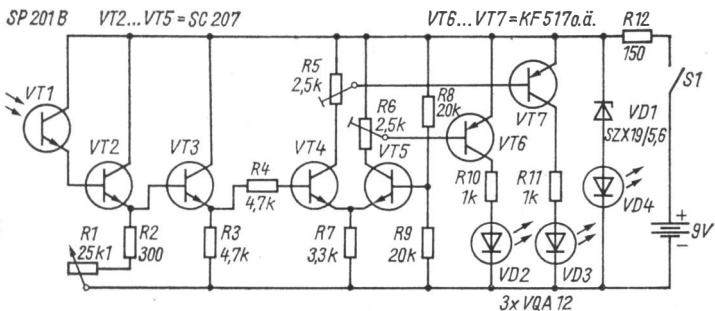 SP 201 B
VT2...VT5 = SC 207
VT6...VT7 = KF 517 o.ä.
R12
150
S1
VT1
R5
2,5k
R8
20k
VT7
VD1
SZX19/5,6
VT2
VT3
R4
4,7k
VT4
R6
2,5k
VT5
VT6
R10
1k
R11
1k
VD4
R1
25k1
R2
300
R3
4,7k
R7
3,3k
R9
20k
VD2
VD3
+
−
9V
3x VQA 12